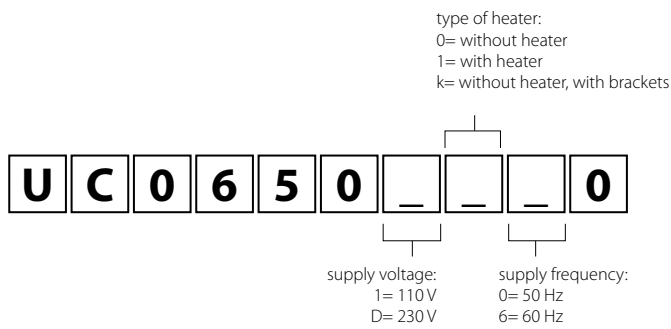 type of heater:
0= without heater
1= with heater
k= without heater, with brackets
U C 0 6 5 0 _ _ _ 0
supply voltage:
1= 110 V
D= 230 V
supply frequency:
0= 50 Hz
6= 60 Hz